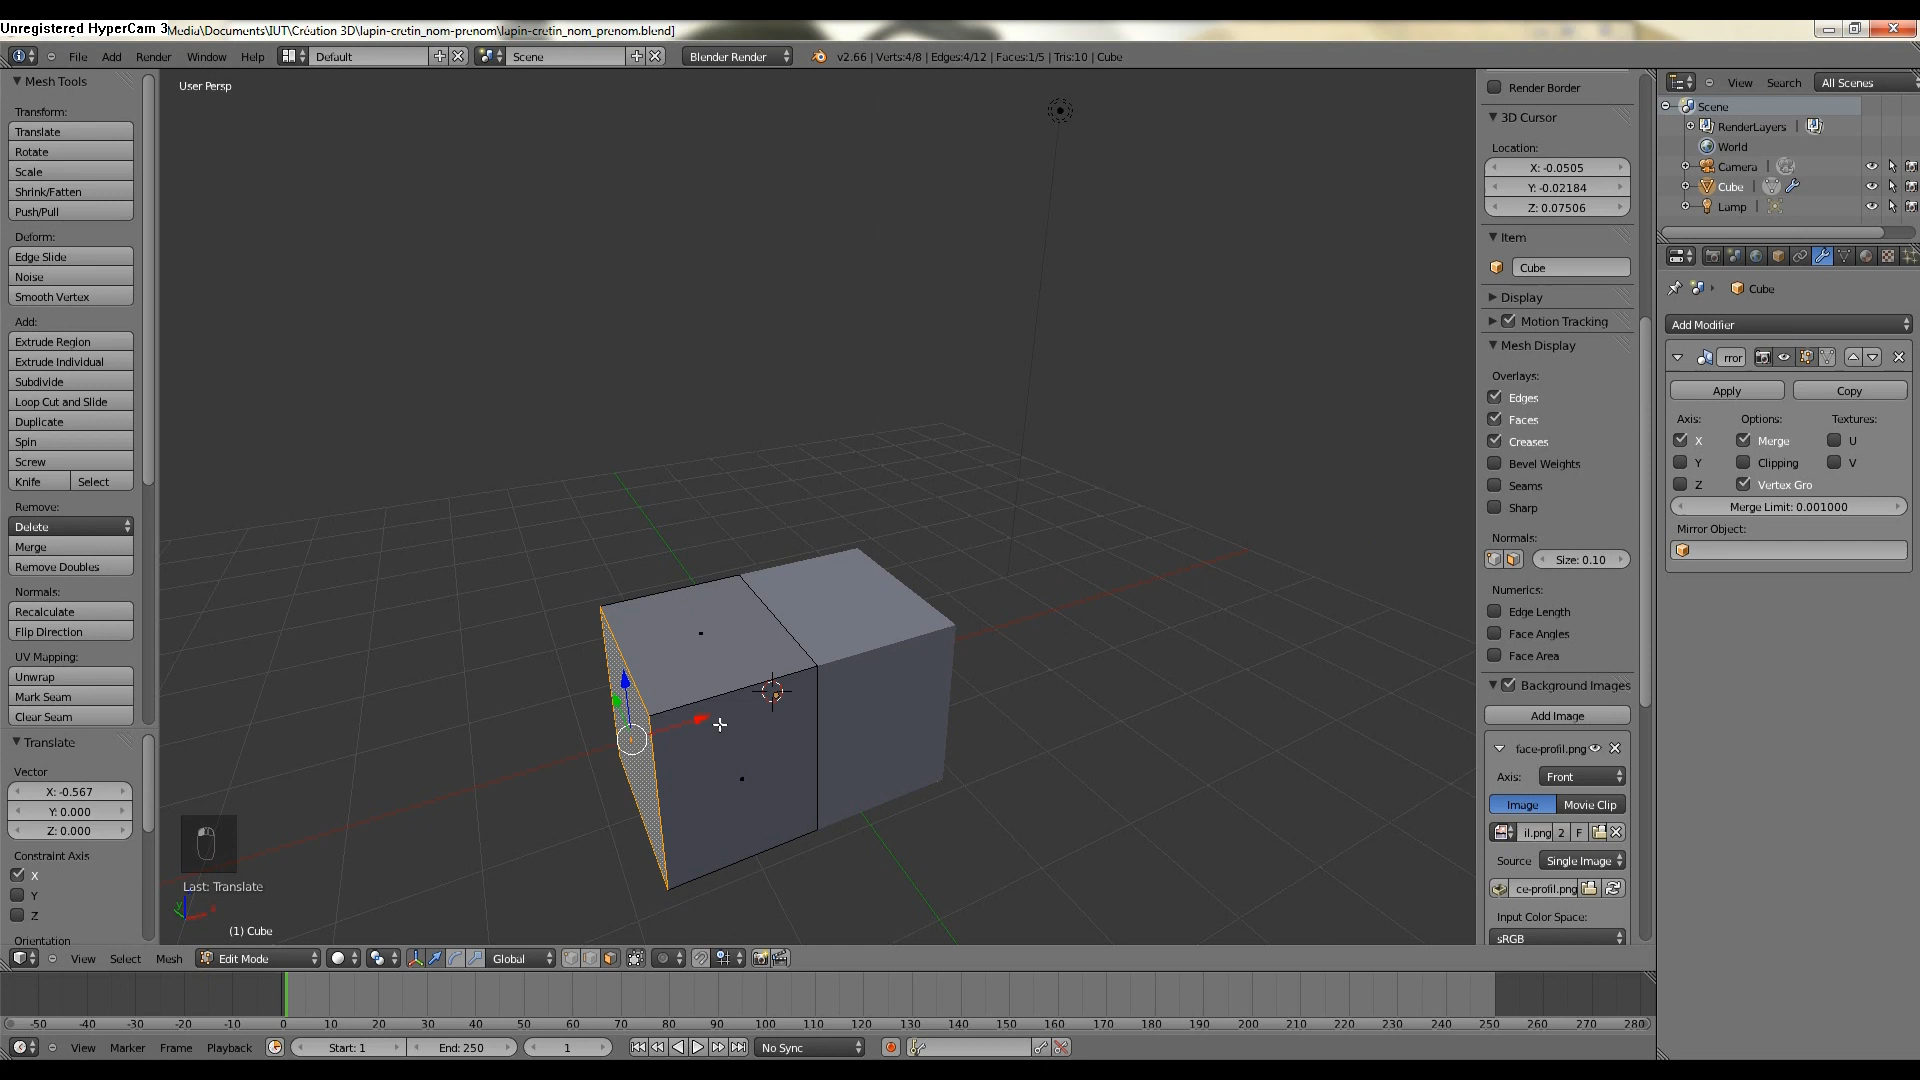 Unregistered HyperCam 3
Media\Documents\IUT\Création 3D\lapin-cretin_nom-prenom\lapin-cretin_nom_prenom.blend]
File Add Render Window Help Default Scene Blender Render v2.66 | Verts:4/8 | Edges:4/12 | Faces:1/5 | Tris:10 | Cube
Mesh Tools
Transform:
Translate
Rotate
Scale
Shrink/Fatten
Push/Pull
Deform:
Edge Slide
Noise
Smooth Vertex
Add:
Extrude Region
Extrude Individual
Subdivide
Loop Cut and Slide
Duplicate
Spin
Screw
Knife Select
Remove:
Delete
Merge
Remove Doubles
Normals:
Recalculate
Flip Direction
UV Mapping:
Unwrap
Mark Seam
Clear Seam
Translate
Vector
X: -0.567
Y: 0.000
Z: 0.000
Constraint Axis
X
Y
Z
Orientation
User Persp
Last: Translate
(1) Cube
Render Border
3D Cursor
Location:
X: -0.0505
Y: -0.02184
Z: 0.07506
Item
Cube
Display
Motion Tracking
Mesh Display
Overlays:
Edges
Faces
Creases
Bevel Weights
Seams
Sharp
Normals:
Size: 0.10
Numerics:
Edge Length
Face Angles
Face Area
Background Images
Add Image
face-profil.png
Axis: Front
Image Movie Clip
il.png 2 F
Source Single Image
ce-profil.png
Input Color Space:
sRGB
View Search All Scenes
Scene
RenderLayers
World
Camera
Cube
Lamp
Cube
Add Modifier
rror
Apply Copy
Axis: Options: Textures:
X Merge U
Y Clipping V
Z Vertex Gro
Merge Limit: 0.001000
Mirror Object:
View Select Mesh Edit Mode Global
-50 -40 -30 -20 -10 0 10 20 30 40 50 60 70 80 90 100 110 120 130 140 150 160 170 180 190 200 210 220 230 240 250 260 270 280
View Marker Frame Playback Start: 1 End: 250 1 No Sync